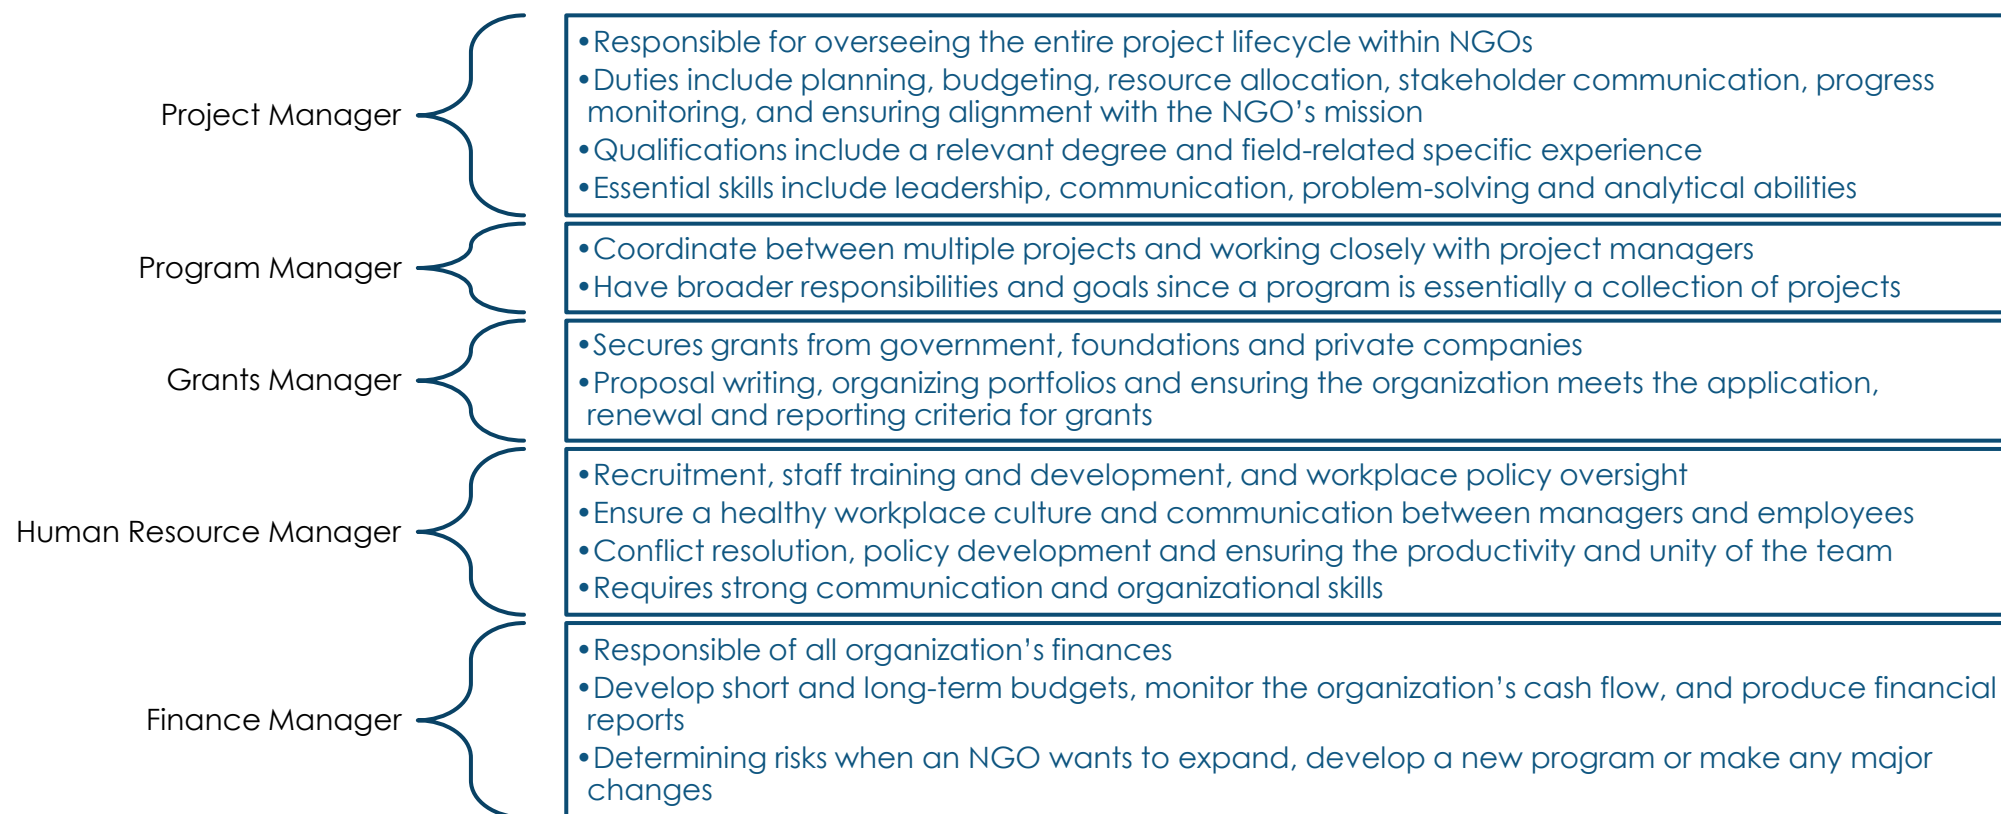 Project Manager
•Responsible for overseeing the entire project lifecycle within NGOs
•Duties include planning, budgeting, resource allocation, stakeholder communication, progress
monitoring, and ensuring alignment with the NGO’s mission
•Qualifications include a relevant degree and field-related specific experience
•Essential skills include leadership, communication, problem-solving and analytical abilities
Program Manager
•Coordinate between multiple projects and working closely with project managers
•Have broader responsibilities and goals since a program is essentially a collection of projects
Grants Manager
•Secures grants from government, foundations and private companies
•Proposal writing, organizing portfolios and ensuring the organization meets the application,
renewal and reporting criteria for grants
Human Resource Manager
•Recruitment, staff training and development, and workplace policy oversight
•Ensure a healthy workplace culture and communication between managers and employees
•Conflict resolution, policy development and ensuring the productivity and unity of the team
•Requires strong communication and organizational skills
Finance Manager
•Responsible of all organization’s finances
•Develop short and long-term budgets, monitor the organization’s cash flow, and produce financial
reports
•Determining risks when an NGO wants to expand, develop a new program or make any major
changes